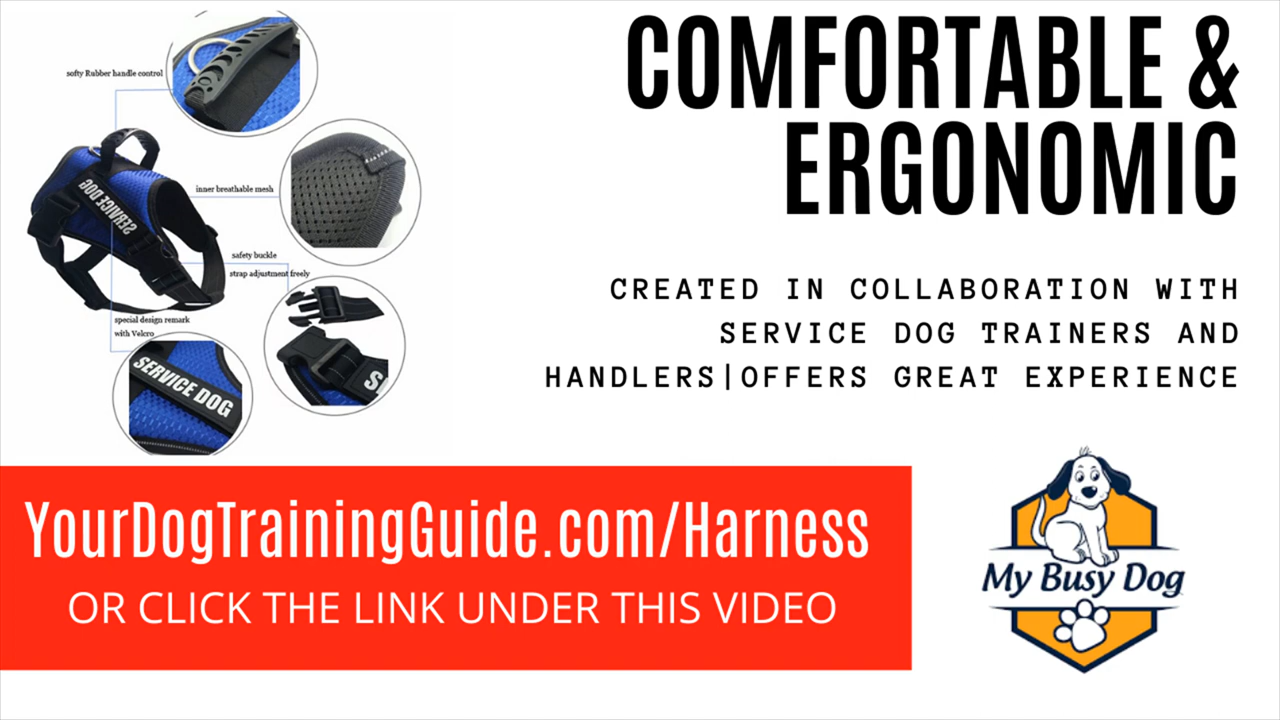 COMFORTABLE &
ERGONOMIC
softy Rubber handle control
inner breathable mesh
SERVICE DOG
safety buckle
strap adjustment freely
special design remark
with Velcro
SERVICE DOG
S
CREATED IN COLLABORATION WITH
SERVICE DOG TRAINERS AND
HANDLERS|OFFERS GREAT EXPERIENCE
YourDogTrainingGuide.com/Harness
OR CLICK THE LINK UNDER THIS VIDEO
My Busy Dog